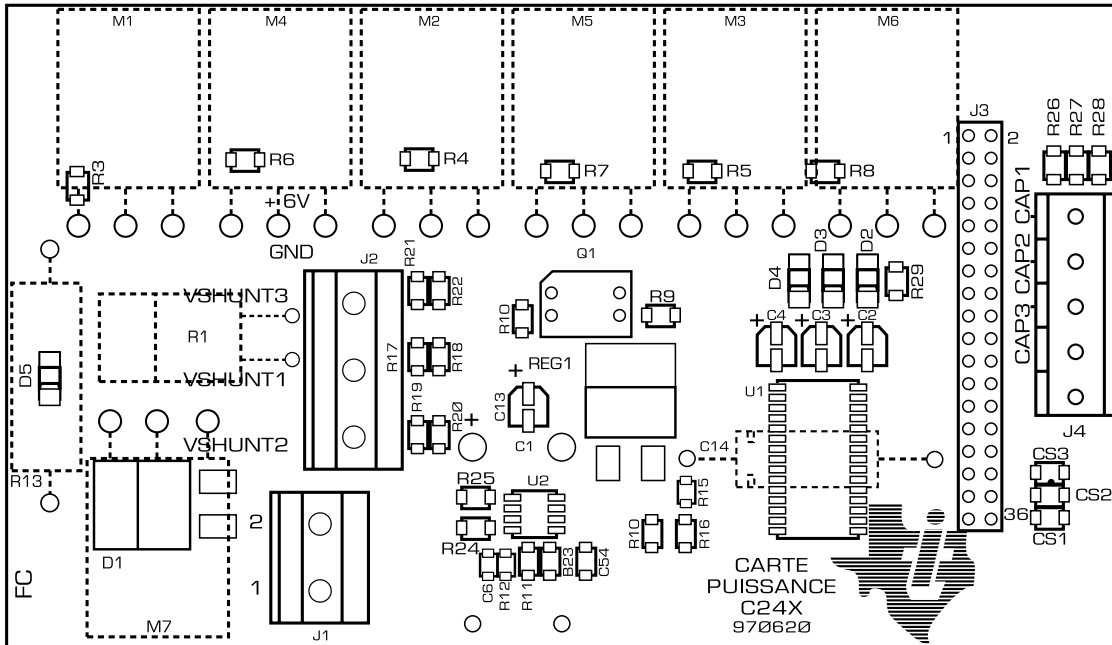 M1 M4 M2 M5 M3 M6
J3
R26 R27 R28
1 2
R3 R6 R4 R7 R5 R8
+ 6V
CAP3 CAP2 CAP1
GND
J2 R21 R22 Q1 D4 D3 D2 R29
VSHUNT3
R10 R9
+ C4 + C3 + C2
R1
R17 R18
REG1
D5
VSHUNT1
+ C13
U1
R19 R20 +
C1
J4
VSHUNT2
C14
CS3
R13
R25 U2 R15
CS2
2 36
R24 R10 R16
CS1
D1
C6 R12 R11 B23 C54
FC
1
CARTE
PUISSANCE
C24X
970620
M7
J1